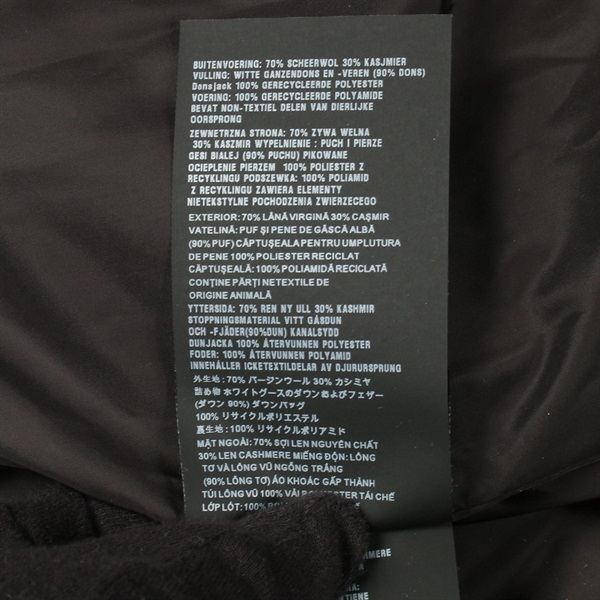 BUITENVOERING: 70% SCHEERWOL 30% KASJMIER
VULLING: WITTE GANZENDONS EN -VEREN (90% DONS)
Donsjack 100% GERECYCLEERDE POLYESTER
VOERING: 100% GERECYCLEERDE POLYAMIDE
BEVAT NON-TEXTIEL DELEN VAN DIERLIJKE
OORSPRONG
ZEWNETRZNA STRONA: 70% ZYWA WELNA
30% KASZMIR WYPELNIENIE : PUCH I PIERZE
GESI BIALEJ (90% PUCHU) PIKOWANE
OCIEPLENIE PIERZEM 100% POLIESTER Z
RECYKLINGU PODSZEWKA: 100% POLIAMID
Z RECYKLINGU ZAWIERA ELEMENTY
NIETEKSTYLNE POCHODZENIA ZWIERZECEGO
EXTERIOR: 70% LÂNĂ VIRGINĂ 30% CAȘMIR
VATELINĂ: PUF ȘI PENE DE GÂSCĂ ALBĂ
(90% PUF) CĂPTUȘEALA PENTRU UMPLUTURA
DE PENE 100% POLIESTER RECICLAT
CĂPTUȘEALĂ: 100% POLIAMIDĂ RECICLATĂ
CONȚINE PĂRȚI NETEXTILE DE
ORIGINE ANIMALĂ
YTTERSIDA: 70% REN NY ULL 30% KASHMIR
STOPPNINGSMATERIAL VITT GÅSDUN
OCH -FJÄDER(90%DUN) KANALSYDD
DUNJACKA 100% ÅTERVUNNEN POLYESTER
FODER: 100% ÅTERVUNNEN POLYAMID
INNEHÅLLER ICKETEXTILDELAR AV DJURURSPRUNG
外生地: 70% バージンウール 30% カシミヤ
詰め物 ホワイトグースのダウンおよびフェザー
(ダウン 90%) ダウンバッグ
100% リサイクルポリエステル
裏生地: 100% リサイクルポリアミド
MẶT NGOÀI: 70% SỢI LEN NGUYÊN CHẤT
30% LEN CASHMERE MIẾNG ĐỘN: LÔNG
TƠ VÀ LÔNG VŨ NGỖNG TRẮNG
(90% LÔNG TƠ) ÁO KHOÁC GẤP THÀNH
TÚI LÔNG VŨ 100% VẢI POLYESTER TÁI CHẾ
LỚP LÓT: 100%